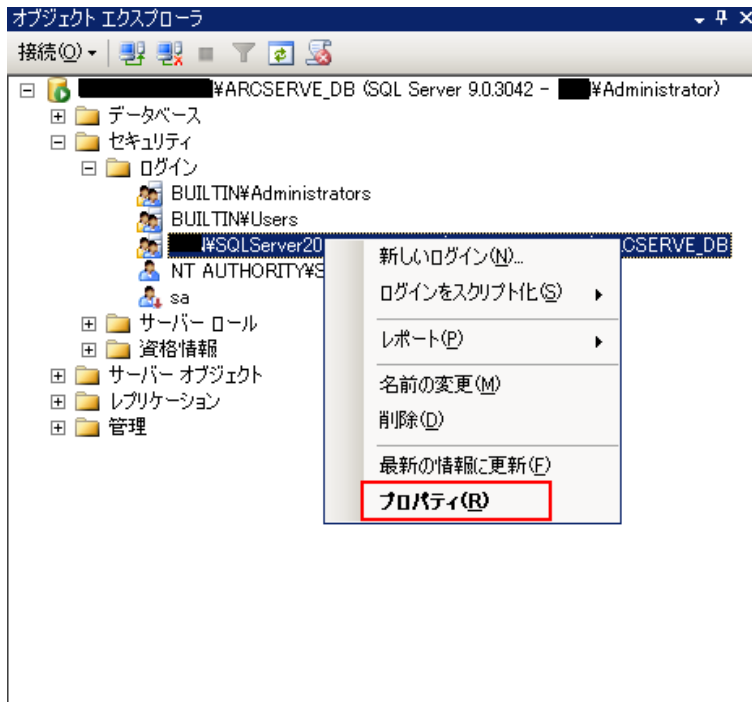 オブジェクト エクスプローラ
接続(O)
¥ARCSERVE_DB (SQL Server 9.0.3042 - ¥Administrator)
データベース
セキュリティ
ログイン
BUILTIN¥Administrators
BUILTIN¥Users
¥SQLServer20 CSERVE_DB
NT AUTHORITY¥S
sa
サーバー ロール
資格情報
サーバー オブジェクト
レプリケーション
管理
新しいログイン(N)...
ログインをスクリプト化(S)
レポート(P)
名前の変更(M)
削除(D)
最新の情報に更新(F)
プロパティ(R)